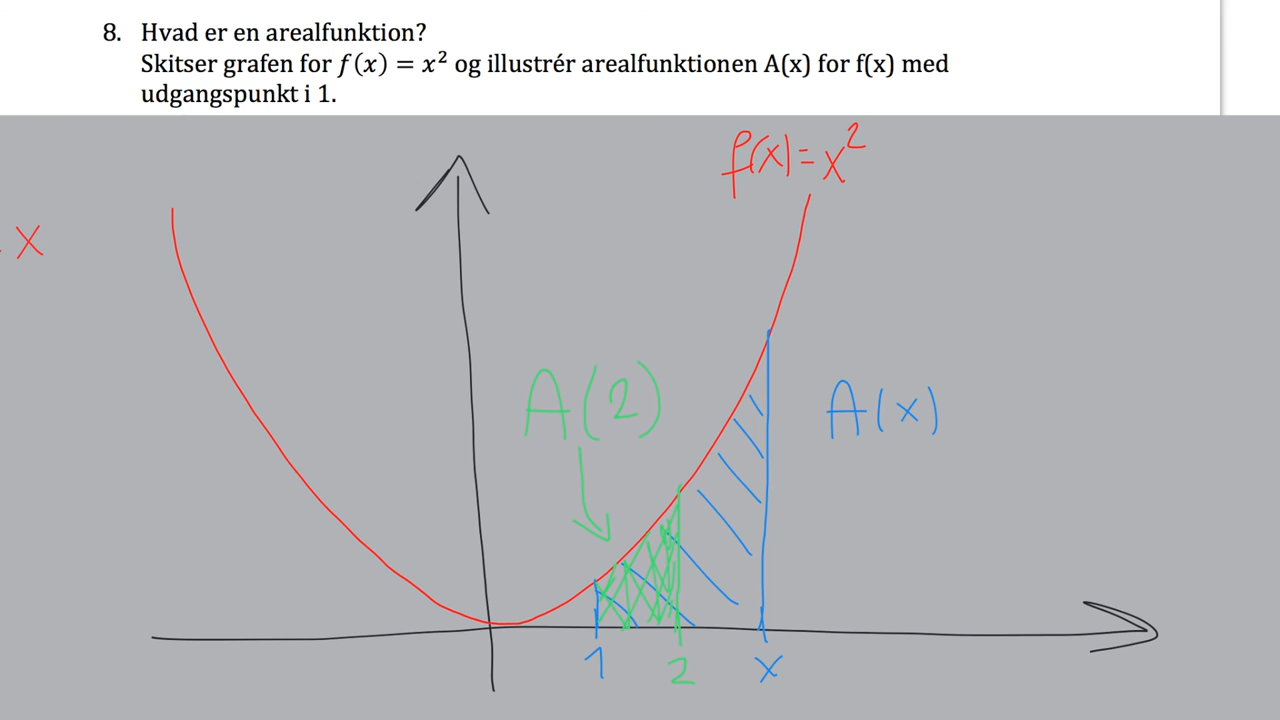 8. Hvad er en arealfunktion?
Skitser grafen for f(x) = x² og illustrér arealfunktionen A(x) for f(x) med
udgangspunkt i 1.
f(x)=x²
x
A(2)
A(x)
1
2
x